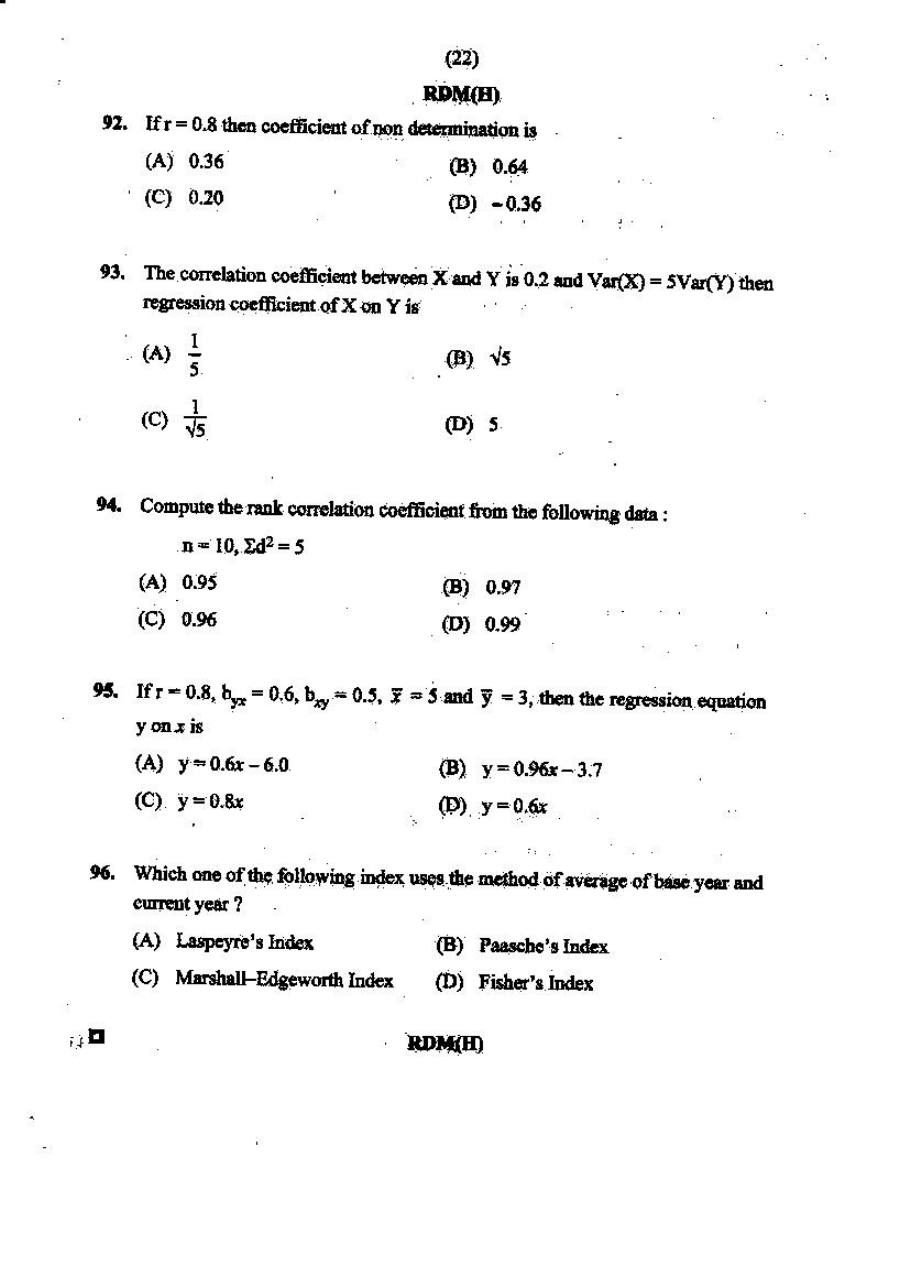 (22)
RDM(H)
92. If r = 0.8 then coefficient of non determination is
(A) 0.36 (B) 0.64
(C) 0.20 (D) – 0.36
93. The correlation coefficient between X and Y is 0.2 and Var(X) = 5Var(Y) then
regression coefficient of X on Y is
(A) 1/5 (B) √5
(C) 1/√5 (D) 5
94. Compute the rank correlation coefficient from the following data :
n = 10, Σd² = 5
(A) 0.95 (B) 0.97
(C) 0.96 (D) 0.99
95. If r = 0.8, b_yx = 0.6, b_xy = 0.5, x̅ = 5 and y̅ = 3, then the regression equation
y on x is
(A) y = 0.6x – 6.0 (B) y = 0.96x – 3.7
(C) y = 0.8x (D) y = 0.6x
96. Which one of the following index uses the method of average of base year and
current year ?
(A) Laspeyre's Index (B) Paasche's Index
(C) Marshall–Edgeworth Index (D) Fisher's Index
RDM(H)